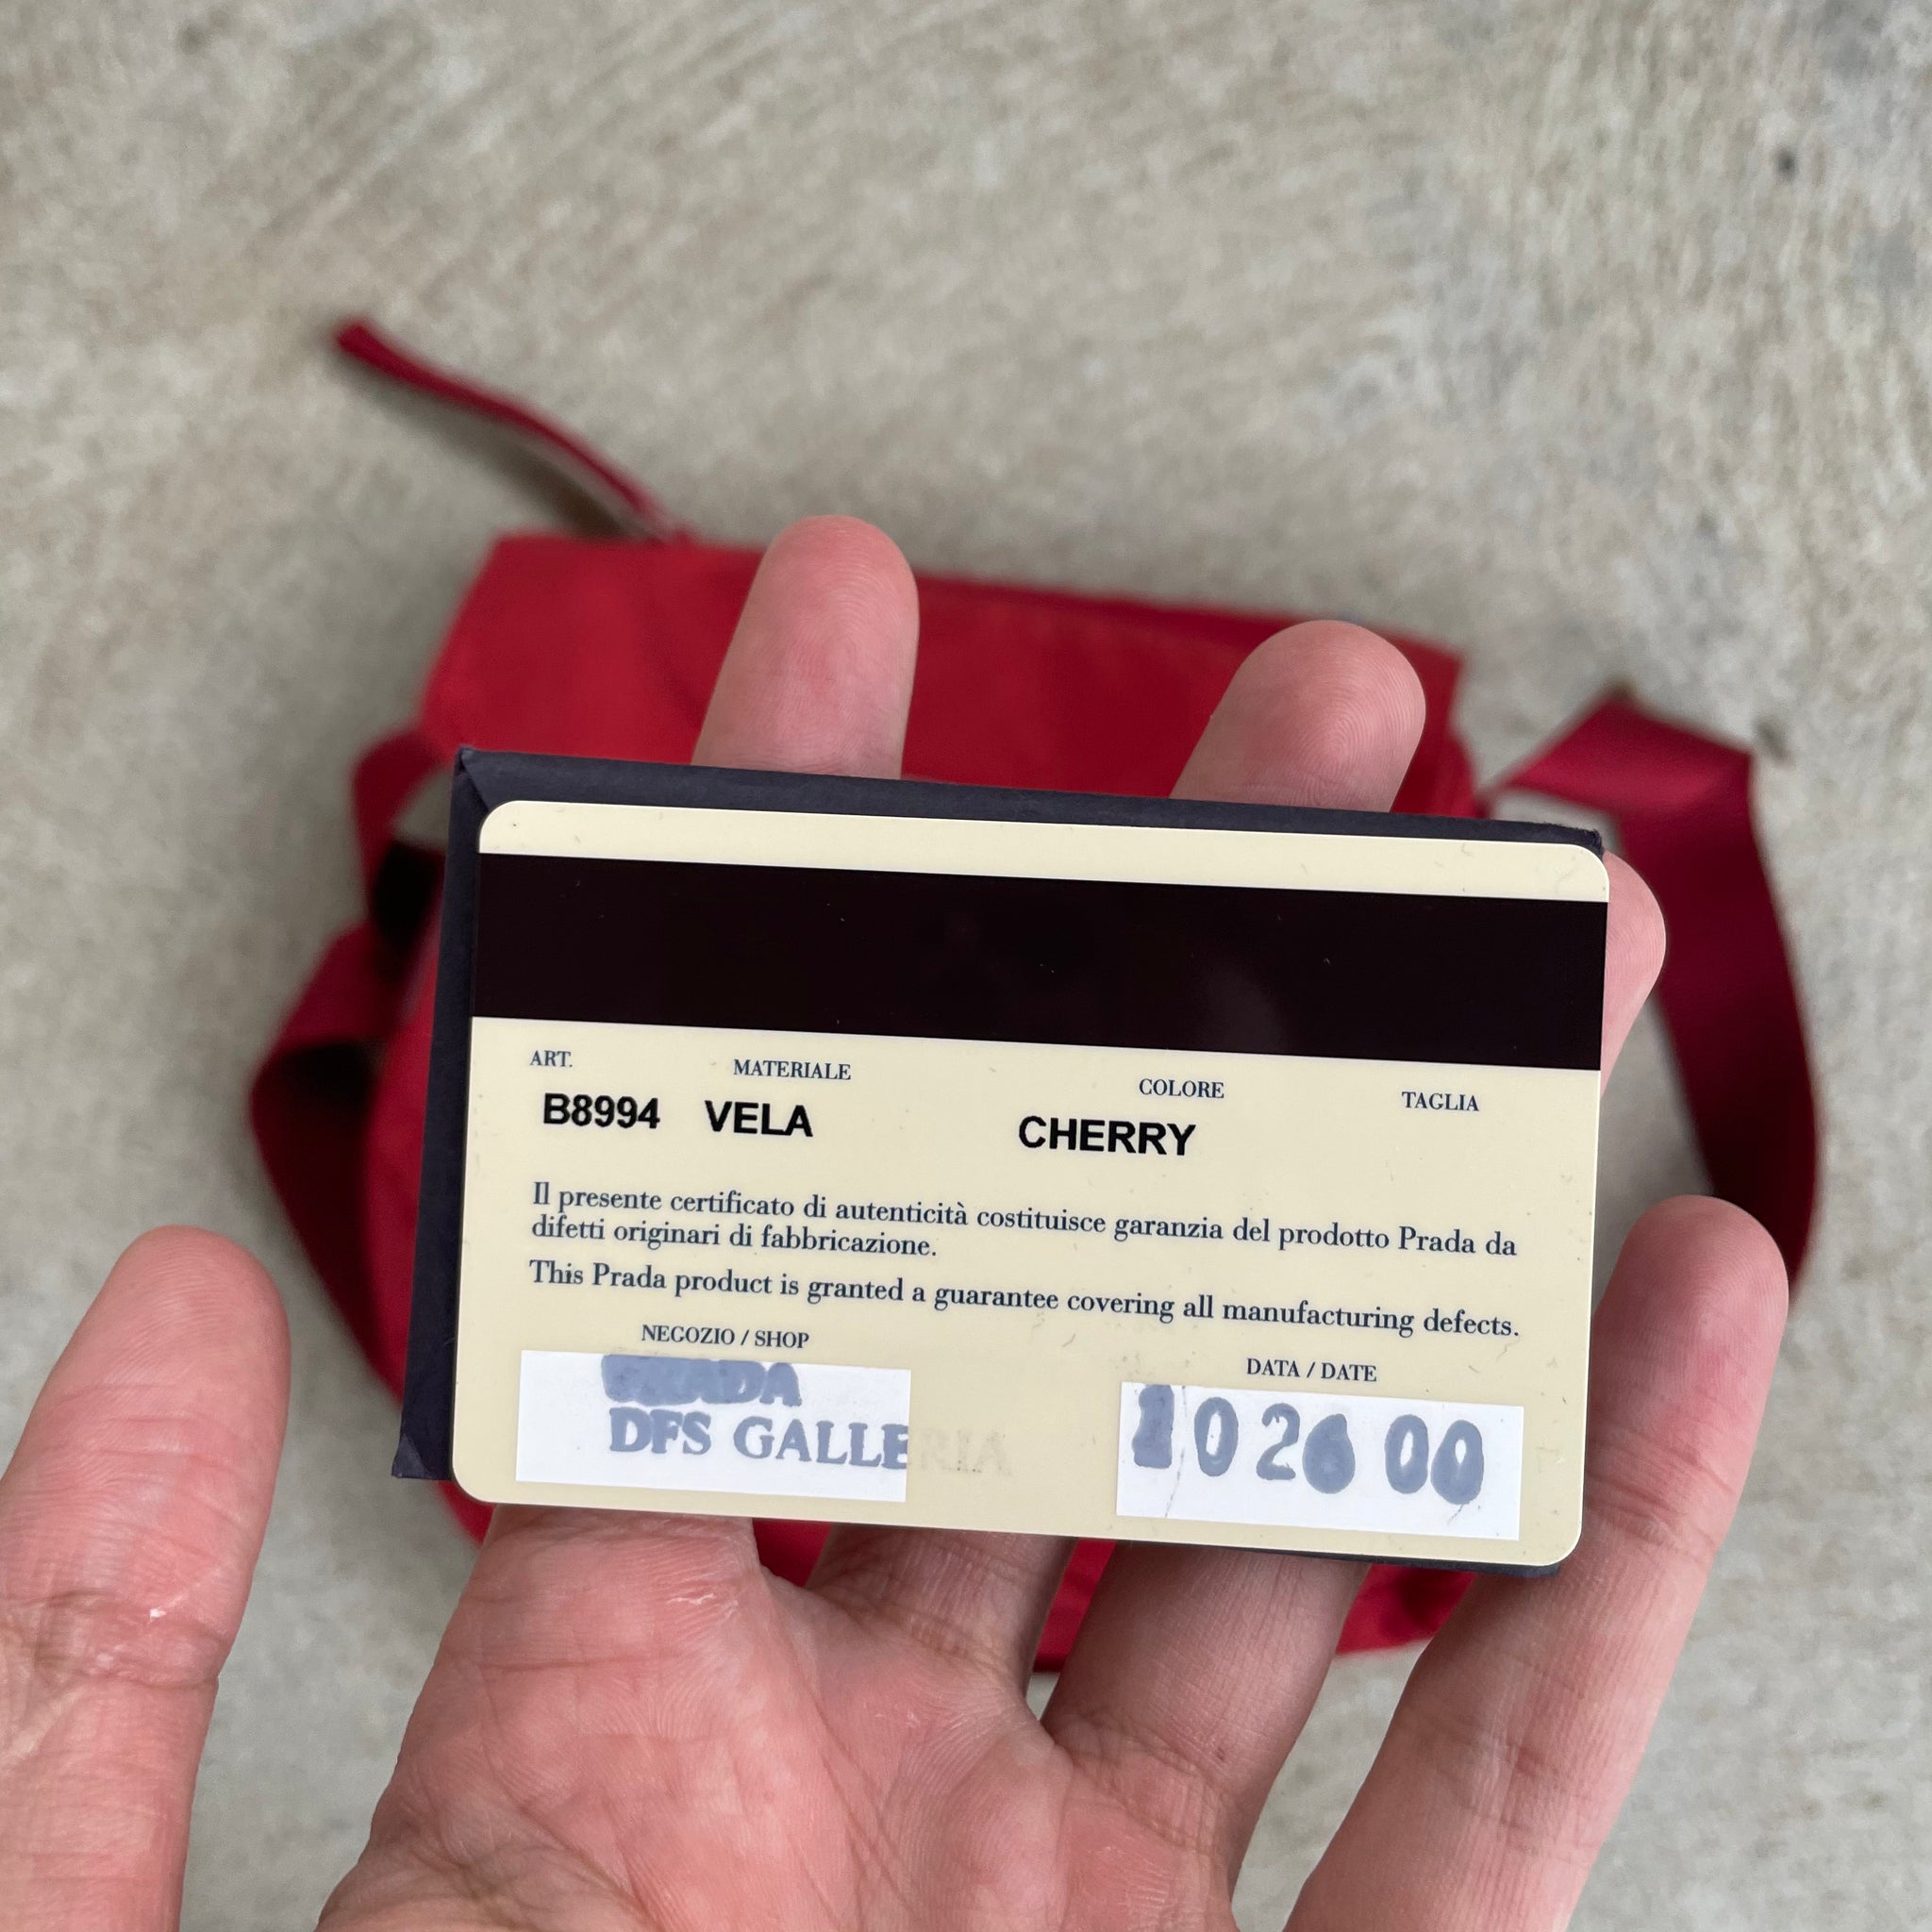 ART. MATERIALE COLORE TAGLIA
B8994 VELA CHERRY
Il presente certificato di autenticità costituisce garanzia del prodotto Prada da
difetti originari di fabbricazione.
This Prada product is granted a guarantee covering all manufacturing defects.
NEGOZIO / SHOP DATA / DATE
PRADA
DFS GALLERIA
102600